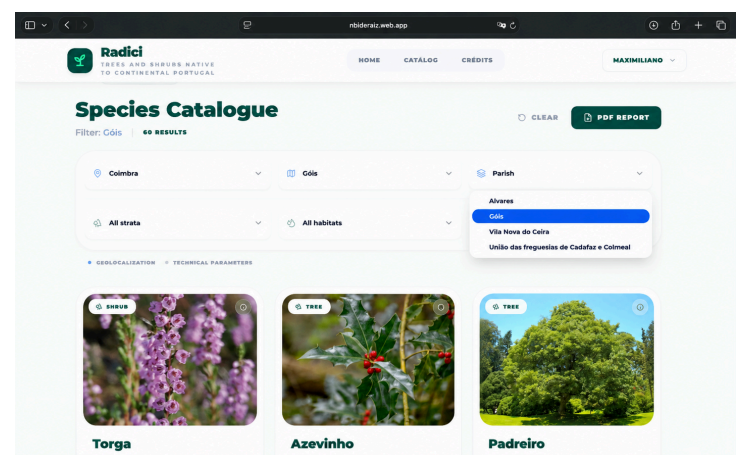 nbideraiz.web.app
Radici
TREES AND SHRUBS NATIVE
TO CONTINENTAL PORTUGAL
HOME
CATÁLOG
CRÉDITS
MAXIMILIANO
Species Catalogue
Filter: Góis
60 RESULTS
CLEAR
PDF REPORT
Coimbra
Góis
Parish
Alvares
Góis
Vila Nova do Ceira
União das freguesias de Cadafaz e Colmeal
All strata
All habitats
GEOLOCALIZATION
TECHNICAL PARAMETERS
SHRUB
TREE
TREE
Torga
Azevinho
Padreiro